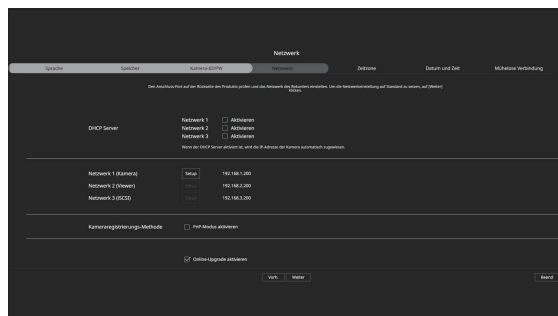 Netzwerk
Sprache Speicher Kamera-ID/PW Netzwerk Zeitzone Datum und Zeit Mühelose Verbindung
Den Anschluss-Port auf der Rückseite des Produkts prüfen und das Netzwerk des Rekorders einstellen. Um die Netzwerkeinstellung auf Standard zu setzen, auf [Weiter]
klicken.
Netzwerk 1 Aktivieren
DHCP Server Netzwerk 2 Aktivieren
Netzwerk 3 Aktivieren
Wenn der DHCP Server aktiviert ist, wird die IP-Adresse der Kamera automatisch zugewiesen.
Netzwerk 1 (Kamera) Setup 192.168.1.200
Netzwerk 2 (Viewer) Setup 192.168.2.200
Netzwerk 3 (iSCSI) Setup 192.168.3.200
Kameraregistrierungs-Methode PnP-Modus aktivieren
Online-Upgrade aktivieren
Vorh. Weiter Beend